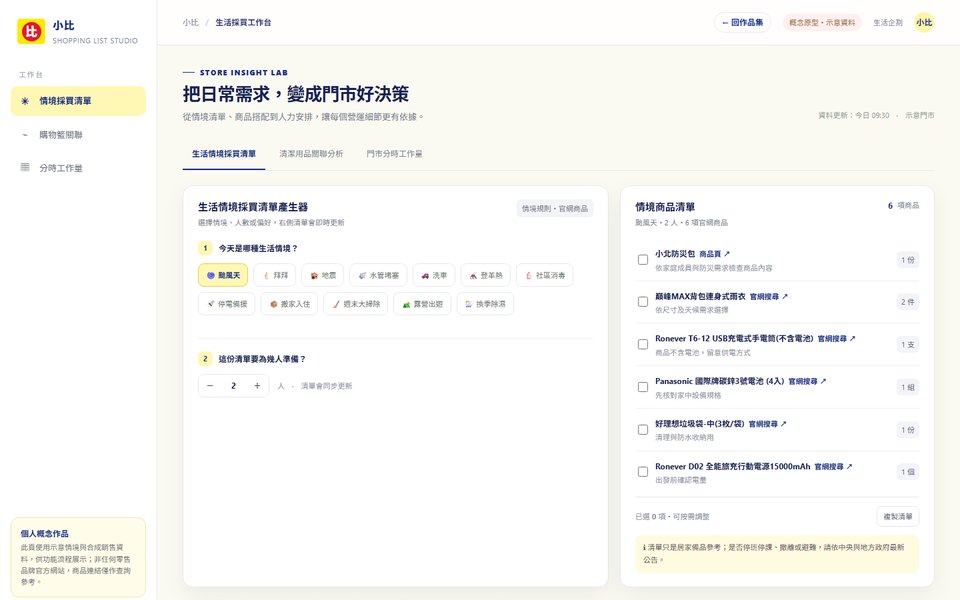 比
小比
SHOPPING LIST STUDIO
工作台
情境採買清單
購物籃關聯
分時工作量
個人概念作品
此頁使用示意情境與合成銷售資
料，供功能流程展示；非任何零售
品牌官方網站，商品連結僅作查詢
參考。
小比 / 生活採買工作台
← 回作品集
概念原型・示意資料
生活企劃
小比
STORE INSIGHT LAB
把日常需求，變成門市好決策
從情境清單、商品搭配到人力安排，讓每個營運細節更有依據。
資料更新：今日 09:30 · 示意門市
生活情境採買清單
清潔用品關聯分析
門市分時工作量
生活情境採買清單產生器
選擇情境、人數或偏好，右側清單會即時更新
情境規則・官網商品
1 今天是哪種生活情境？
颱風天
拜拜
地震
水管堵塞
洗車
登革熱
社區消毒
停電備援
搬家入住
週末大掃除
露營出遊
換季除濕
2 這份清單要為幾人準備？
− 2 + 人 · 清單會同步更新
情境商品清單
6 項商品
颱風天・2 人・6 項官網商品
小北防災包 商品頁 ↗
依家庭成員與防災需求檢查商品內容
1 份
巔峰MAX背包連身式雨衣 官網搜尋 ↗
依尺寸及天候需求選擇
2 件
Ronever T6-12 USB充電式手電筒(不含電池) 官網搜尋 ↗
商品不含電池，留意供電方式
1 支
Panasonic 國際牌碳鋅3號電池 (4入) 官網搜尋 ↗
先核對家中設備規格
1 組
好理想垃圾袋-中(3枚/袋) 官網搜尋 ↗
清理與防水收納用
1 份
Ronever D02 全能旅充行動電源15000mAh 官網搜尋 ↗
出發前確認電量
1 個
已選 0 項・可按需調整
複製清單
ℹ 清單只是居家備品參考；是否停班停課、撤離或避難，請依中央與地方政府最新
公告。